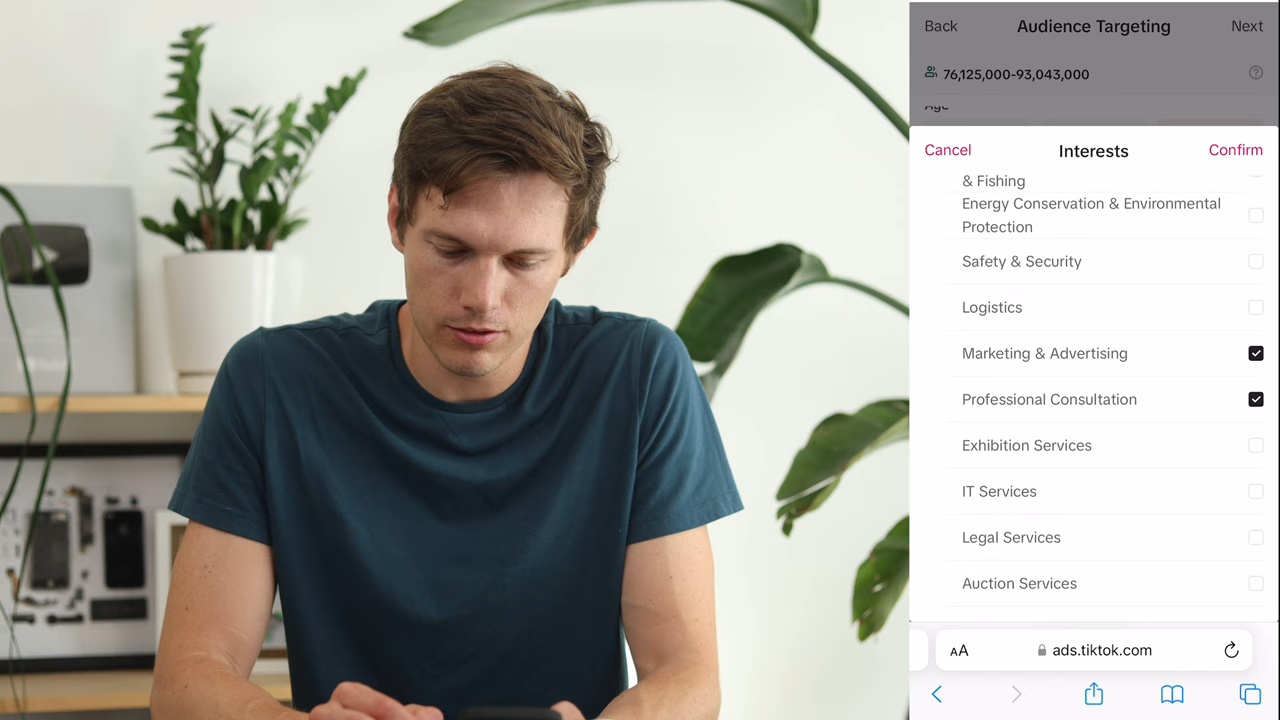 Back
Audience Targeting
Next
76,125,000-93,043,000
Age
Cancel
Interests
Confirm
& Fishing
Energy Conservation & Environmental
Protection
Safety & Security
Logistics
Marketing & Advertising
Professional Consultation
Exhibition Services
IT Services
Legal Services
Auction Services
AA
ads.tiktok.com